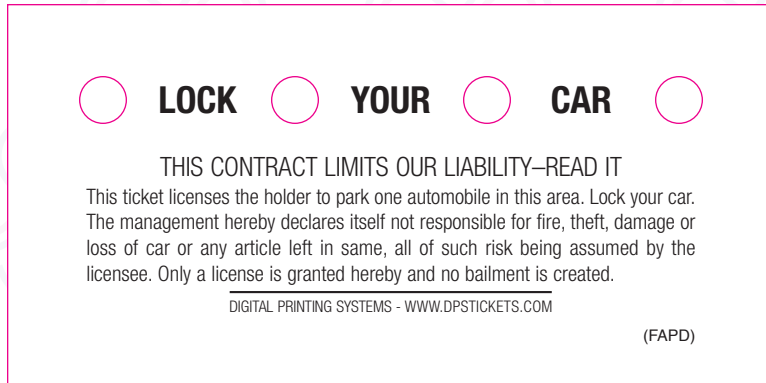 LOCK YOUR CAR
THIS CONTRACT LIMITS OUR LIABILITY–READ IT
This ticket licenses the holder to park one automobile in this area. Lock your car.
The management hereby declares itself not responsible for fire, theft, damage or
loss of car or any article left in same, all of such risk being assumed by the
licensee. Only a license is granted hereby and no bailment is created.
DIGITAL PRINTING SYSTEMS - WWW.DPSTICKETS.COM
(FAPD)